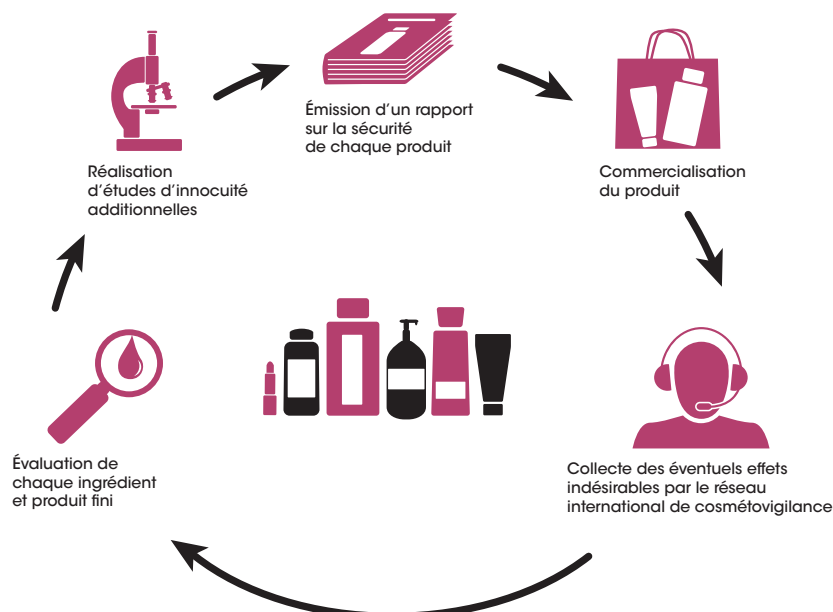 Émission d'un rapport
sur la sécurité
de chaque produit
Réalisation
d'études d'innocuité
additionnelles
Commercialisation
du produit
Évaluation de
chaque ingrédient
et produit fini
Collecte des éventuels effets
indésirables par le réseau
international de cosmétovigilance